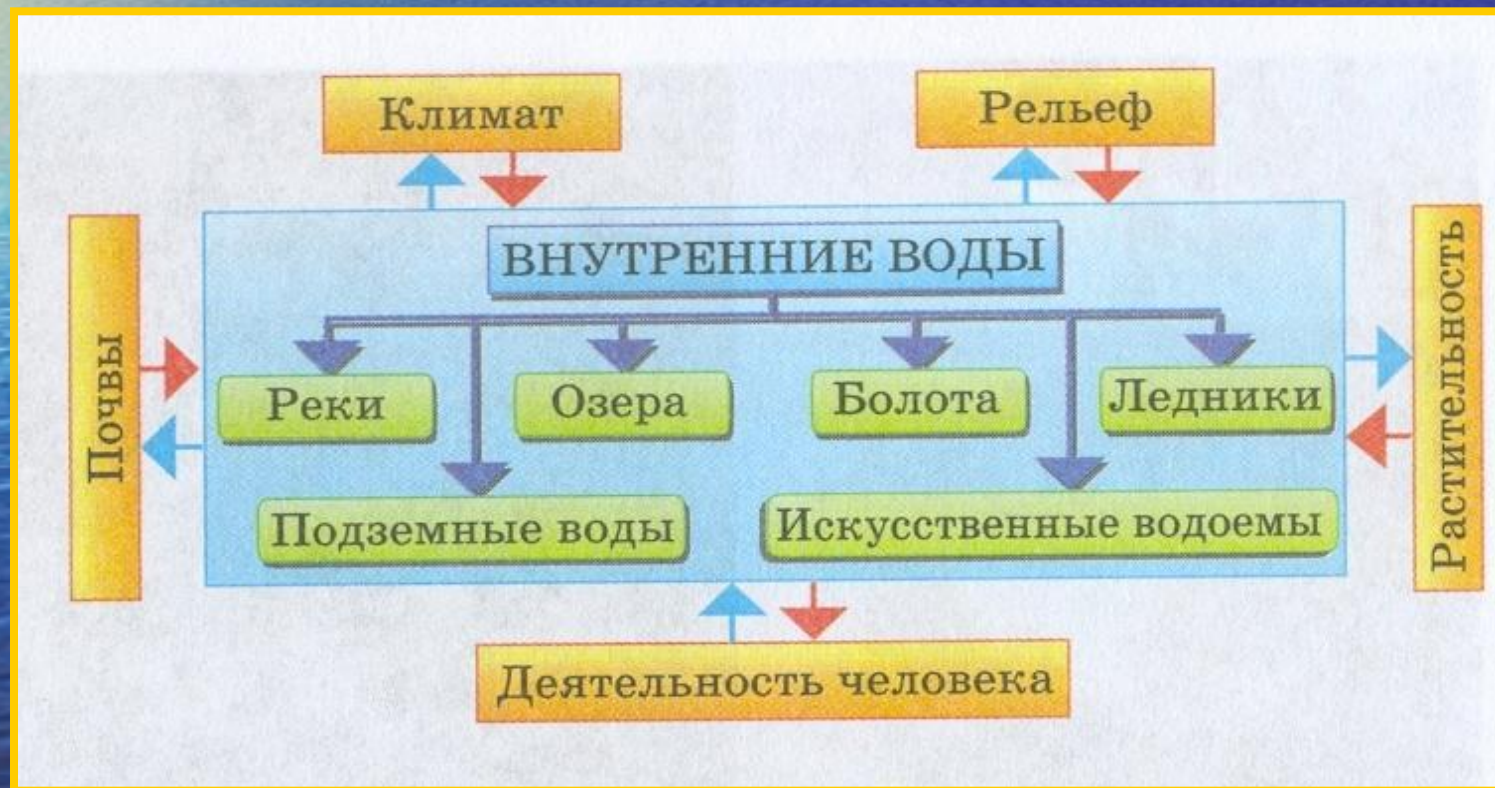 Климат
Рельеф
Почвы
ВНУТРЕННИЕ ВОДЫ
Растительность
Реки
Озера
Болота
Ледники
Подземные воды
Искусственные водоемы
Деятельность человека